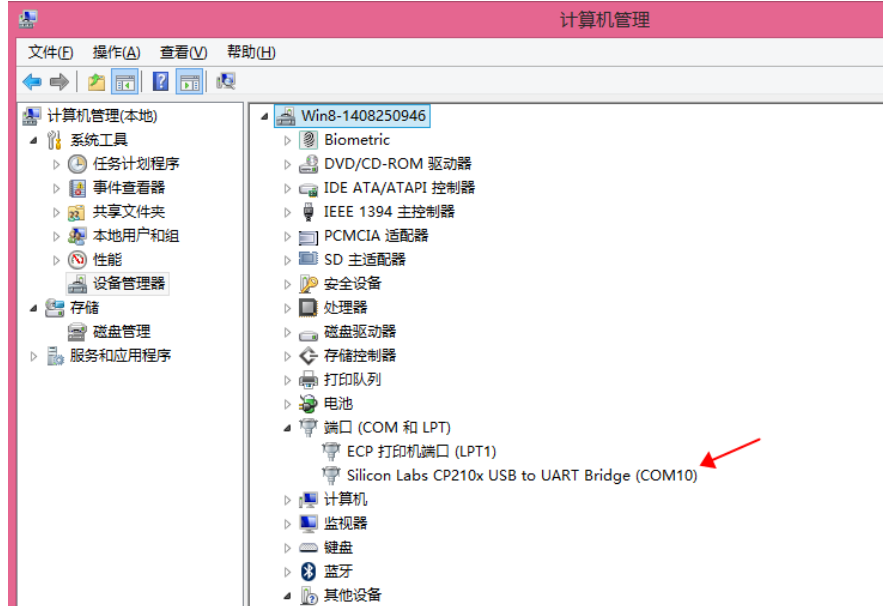 计算机管理
文件(F) 操作(A) 查看(V) 帮助(H)
计算机管理(本地)
系统工具
任务计划程序
事件查看器
共享文件夹
本地用户和组
性能
设备管理器
存储
磁盘管理
服务和应用程序
Win8-1408250946
Biometric
DVD/CD-ROM 驱动器
IDE ATA/ATAPI 控制器
IEEE 1394 主控制器
PCMCIA 适配器
SD 主适配器
安全设备
处理器
磁盘驱动器
存储控制器
打印队列
电池
端口 (COM 和 LPT)
ECP 打印机端口 (LPT1)
Silicon Labs CP210x USB to UART Bridge (COM10)
计算机
监视器
键盘
蓝牙
其他设备